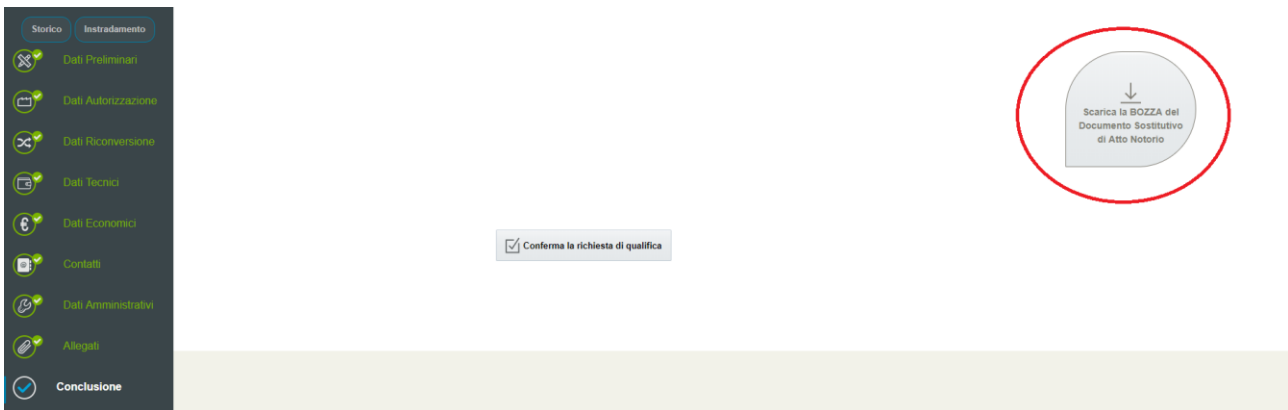 Storico Instradamento
Dati Preliminari
Dati Autorizzazione
Dati Riconversione
Dati Tecnici
Dati Economici
Contatti
Dati Amministrativi
Allegati
Conclusione
Conferma la richiesta di qualifica
Scarica la BOZZA del
Documento Sostitutivo
di Atto Notorio